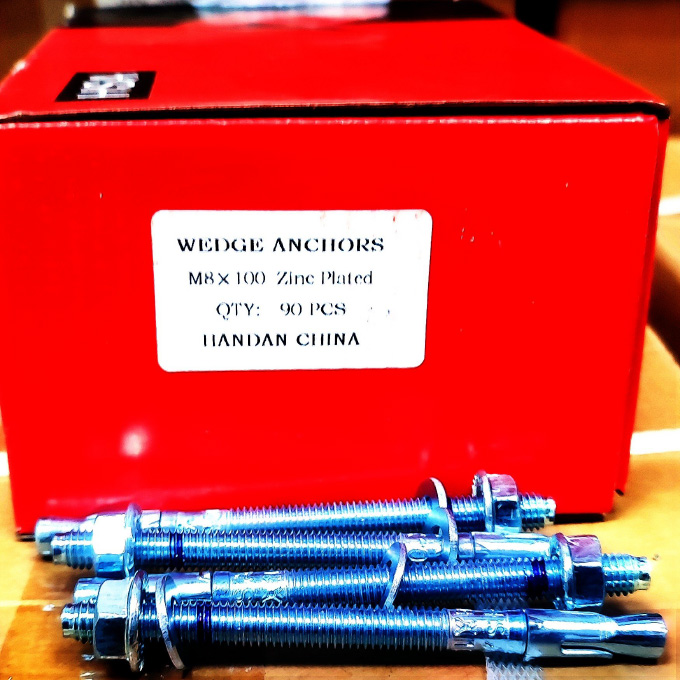 WEDGE ANCHORS
M8×100 Zinc Plated
QTY: 90 PCS
HANDAN CHINA